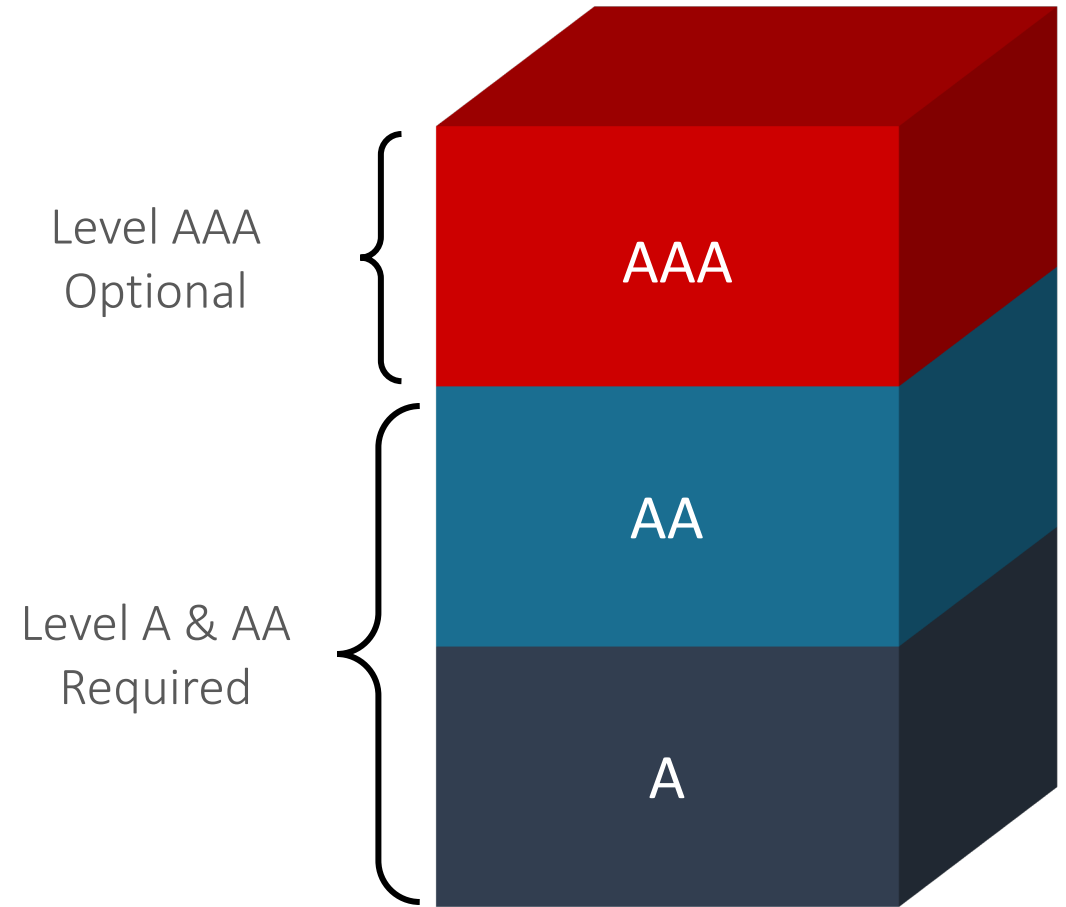 Level AAA
Optional
AAA
AA
Level A & AA
Required
A